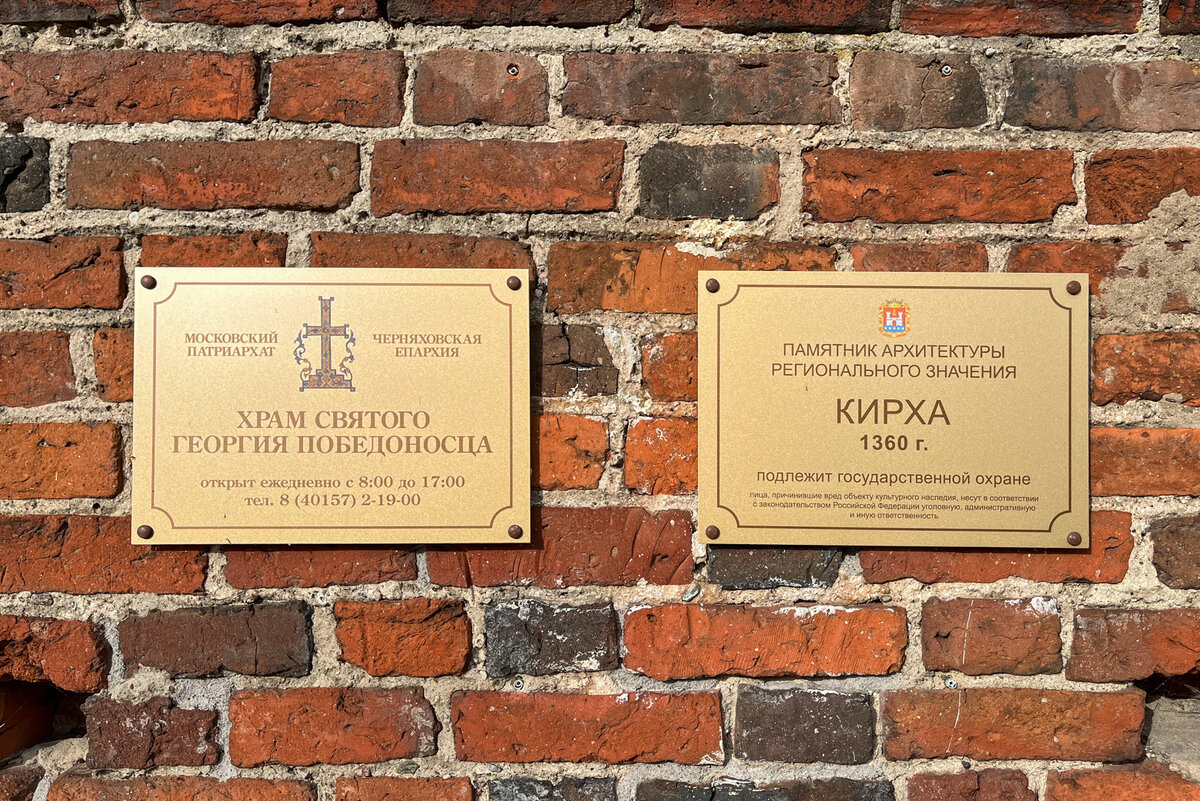 МОСКОВСКИЙ
ПАТРИАРХАТ
ЧЕРНЯХОВСКАЯ
ЕПАРХИЯ
ХРАМ СВЯТОГО
ГЕОРГИЯ ПОБЕДОНОСЦА
открыт ежедневно с 8:00 до 17:00
тел. 8 (40157) 2-19-00
ПАМЯТНИК АРХИТЕКТУРЫ
РЕГИОНАЛЬНОГО ЗНАЧЕНИЯ
КИРХА
1360 г.
подлежит государственной охране
лица, причинившие вред объекту культурного наследия, несут в соответствии
с законодательством Российской Федерации уголовную, административную
и иную ответственность